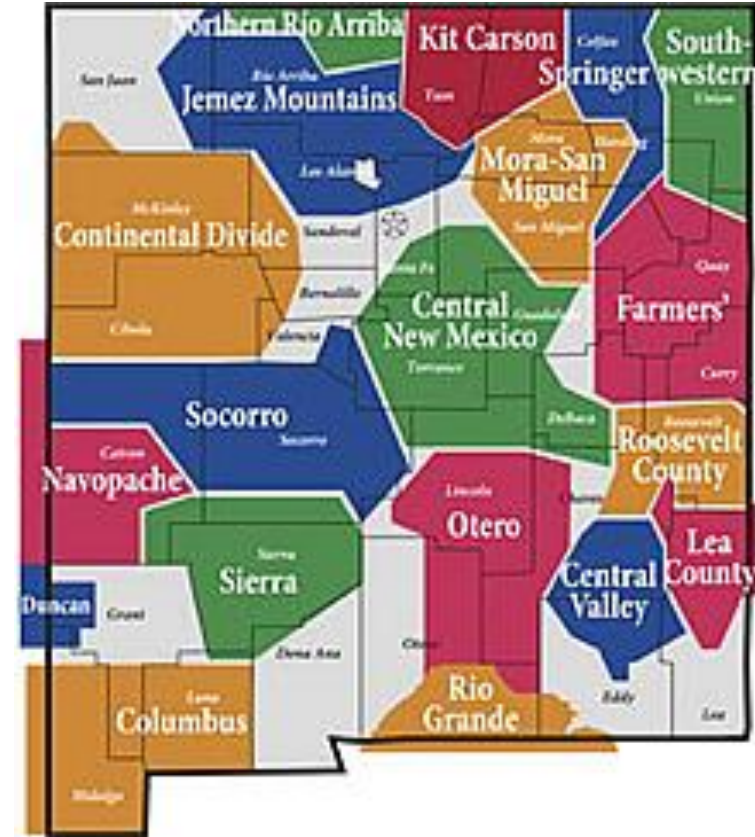 Northern Rio Arriba
Kit Carson
Colfax
South-
western
Springer
San Juan
Rio Arriba
Jemez Mountains
Taos
Union
Mora
Harding
Mora-San
Miguel
Los Alamos
McKinley
San Miguel
Continental Divide
Sandoval
Santa Fe
Quay
Bernalillo
Central
New Mexico
Guadalupe
Farmers'
Cibola
Valencia
Torrance
Curry
Socorro
Socorro
DeBaca
Roosevelt
Roosevelt
County
Catron
Navopache
Lincoln
Otero
Lea
County
Sierra
Sierra
Central
Valley
Duncan
Grant
Otero
Dona Ana
Rio
Grande
Luna
Columbus
Eddy
Lea
Hidalgo